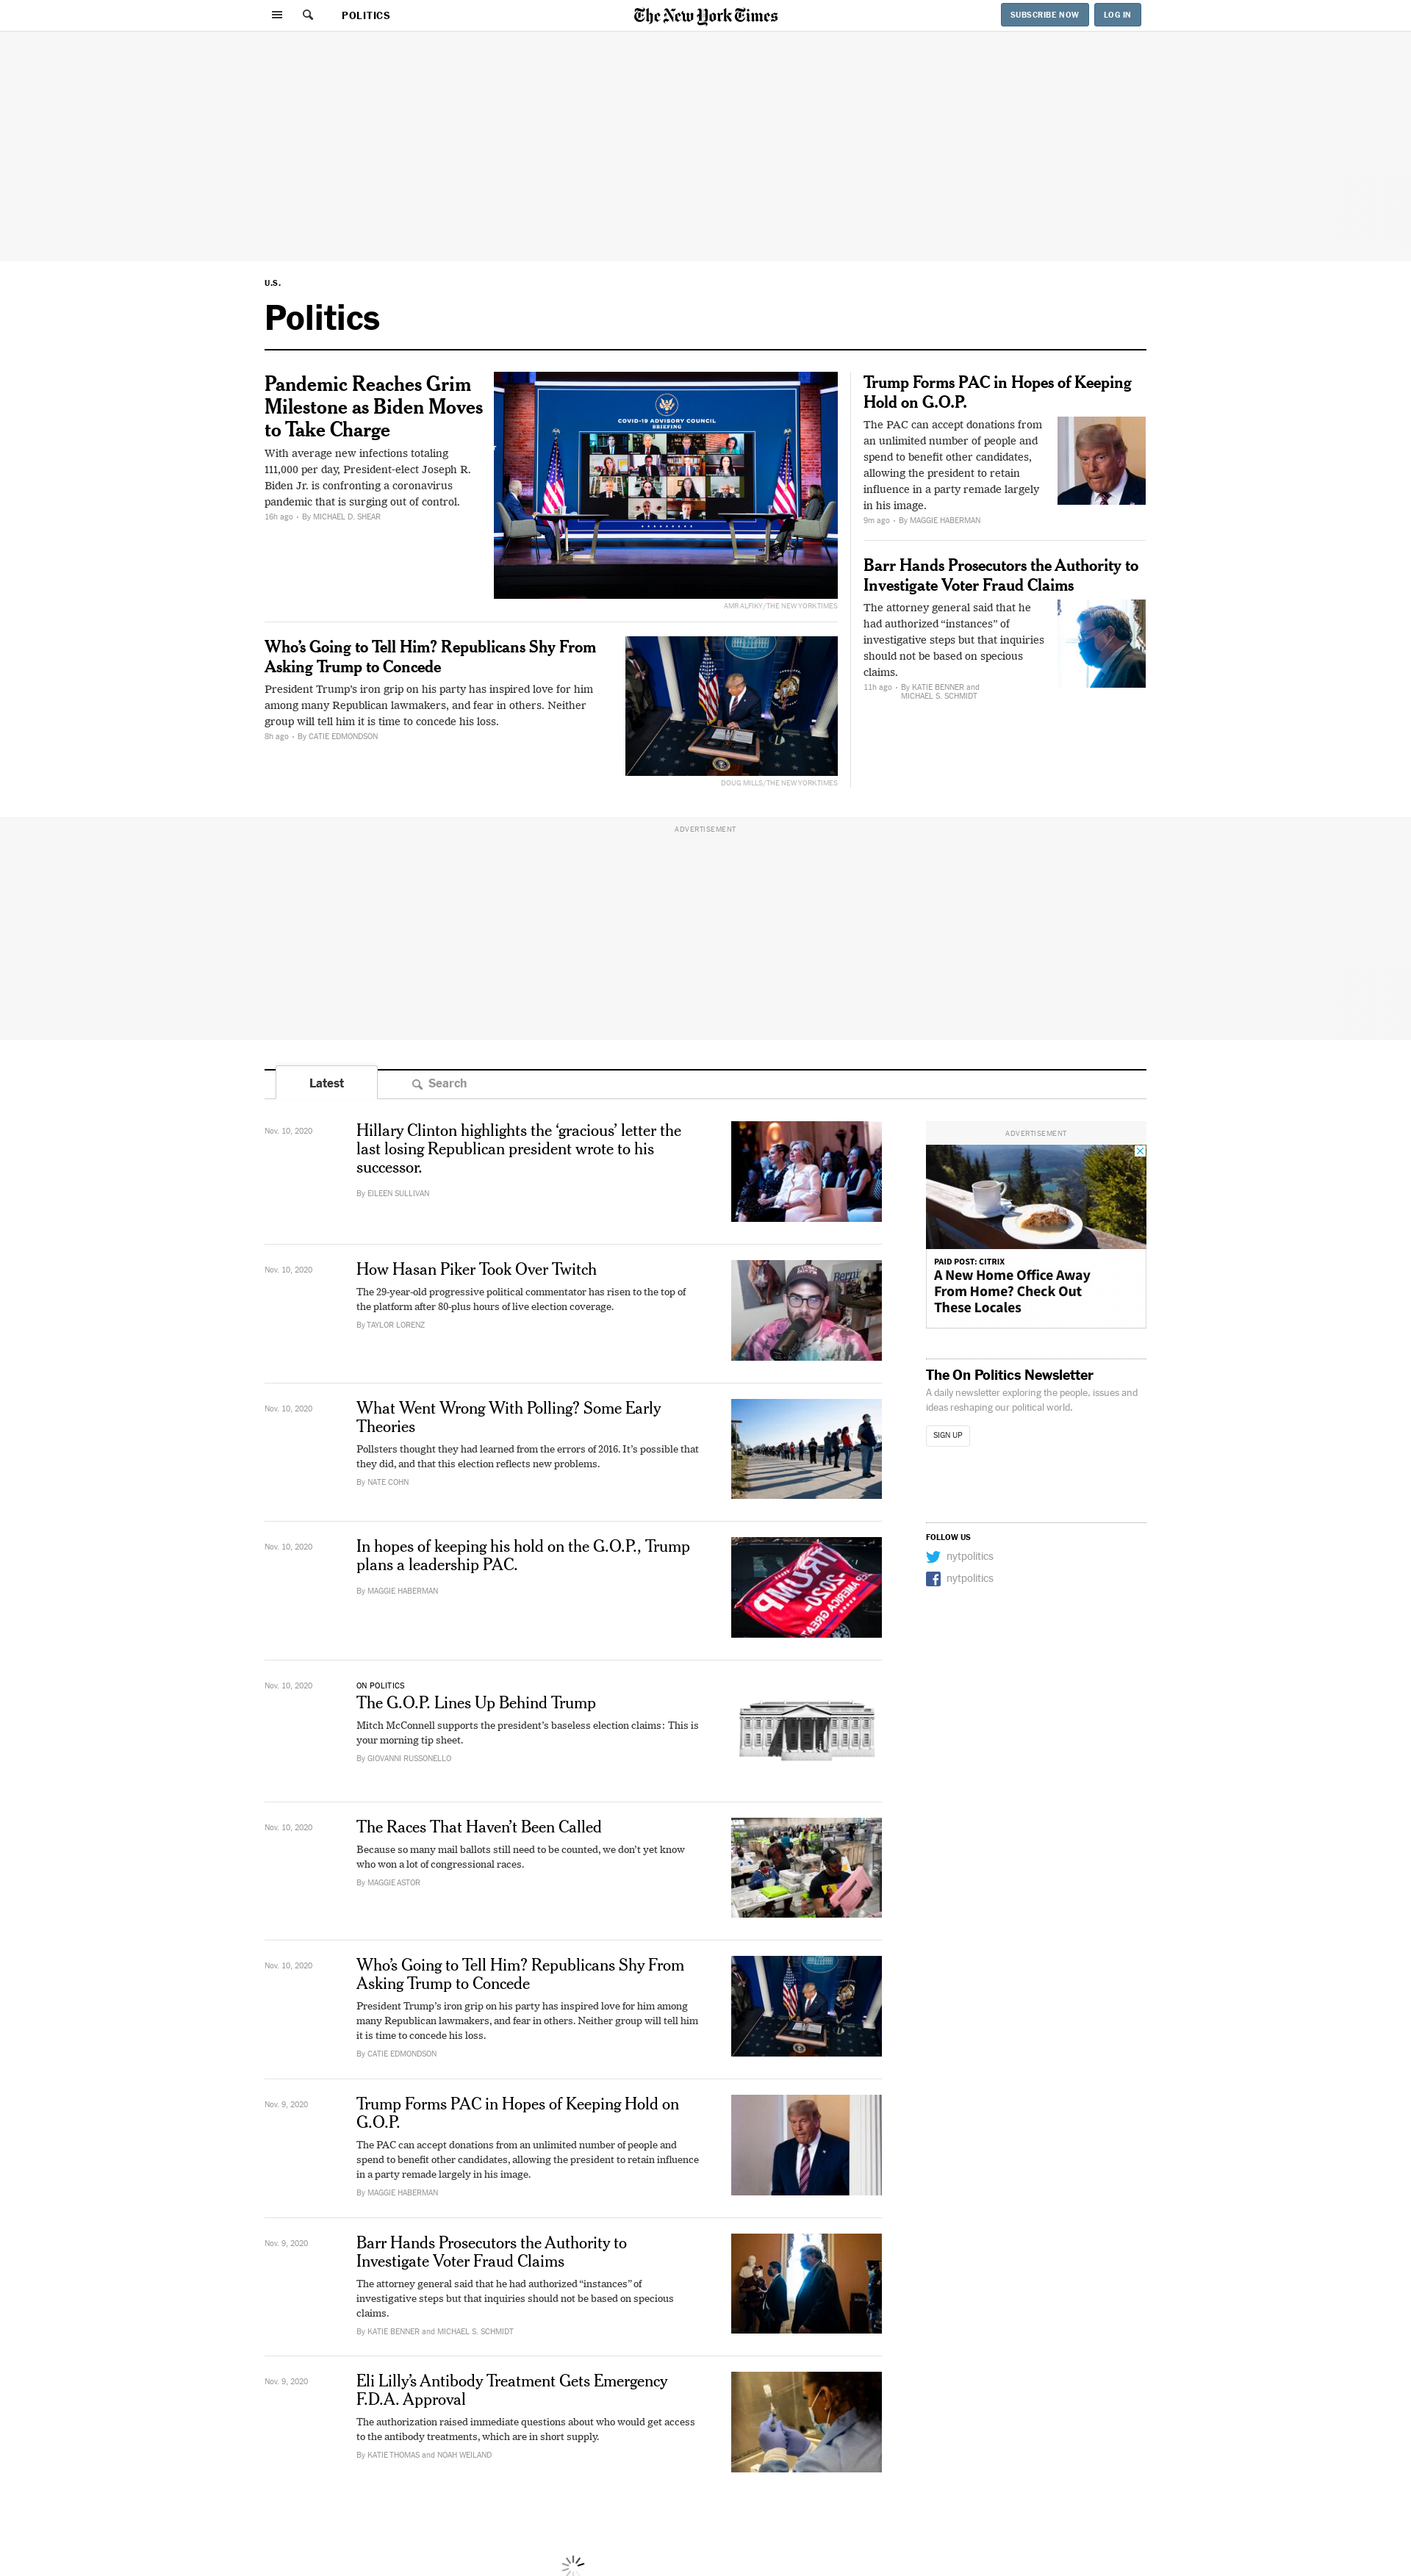 POLITICS
The New York Times
SUBSCRIBE NOW
LOG IN
U.S.
Politics
Pandemic Reaches Grim
Milestone as Biden Moves
to Take Charge
With average new infections totaling
111,000 per day, President-elect Joseph R.
Biden Jr. is confronting a coronavirus
pandemic that is surging out of control.
16h ago • By MICHAEL D. SHEAR
COVID-19 ADVISORY COUNCIL
BRIEFING
AMR ALFIKY/THE NEW YORK TIMES
Who’s Going to Tell Him? Republicans Shy From
Asking Trump to Concede
President Trump’s iron grip on his party has inspired love for him
among many Republican lawmakers, and fear in others. Neither
group will tell him it is time to concede his loss.
8h ago • By CATIE EDMONDSON
DOUG MILLS/THE NEW YORK TIMES
Trump Forms PAC in Hopes of Keeping
Hold on G.O.P.
The PAC can accept donations from
an unlimited number of people and
spend to benefit other candidates,
allowing the president to retain
influence in a party remade largely
in his image.
9m ago • By MAGGIE HABERMAN
Barr Hands Prosecutors the Authority to
Investigate Voter Fraud Claims
The attorney general said that he
had authorized “instances” of
investigative steps but that inquiries
should not be based on specious
claims.
11h ago • By KATIE BENNER and
MICHAEL S. SCHMIDT
ADVERTISEMENT
Latest
Search
Nov. 10, 2020
Hillary Clinton highlights the ‘gracious’ letter the
last losing Republican president wrote to his
successor.
By EILEEN SULLIVAN
Nov. 10, 2020
How Hasan Piker Took Over Twitch
The 29-year-old progressive political commentator has risen to the top of
the platform after 80-plus hours of live election coverage.
By TAYLOR LORENZ
Bernie
Nov. 10, 2020
What Went Wrong With Polling? Some Early
Theories
Pollsters thought they had learned from the errors of 2016. It’s possible that
they did, and that this election reflects new problems.
By NATE COHN
Nov. 10, 2020
In hopes of keeping his hold on the G.O.P., Trump
plans a leadership PAC.
By MAGGIE HABERMAN
TRUMP
2020
Nov. 10, 2020
ON POLITICS
The G.O.P. Lines Up Behind Trump
Mitch McConnell supports the president’s baseless election claims: This is
your morning tip sheet.
By GIOVANNI RUSSONELLO
Nov. 10, 2020
The Races That Haven’t Been Called
Because so many mail ballots still need to be counted, we don’t yet know
who won a lot of congressional races.
By MAGGIE ASTOR
Nov. 10, 2020
Who’s Going to Tell Him? Republicans Shy From
Asking Trump to Concede
President Trump’s iron grip on his party has inspired love for him among
many Republican lawmakers, and fear in others. Neither group will tell him
it is time to concede his loss.
By CATIE EDMONDSON
Nov. 9, 2020
Trump Forms PAC in Hopes of Keeping Hold on
G.O.P.
The PAC can accept donations from an unlimited number of people and
spend to benefit other candidates, allowing the president to retain influence
in a party remade largely in his image.
By MAGGIE HABERMAN
Nov. 9, 2020
Barr Hands Prosecutors the Authority to
Investigate Voter Fraud Claims
The attorney general said that he had authorized “instances” of
investigative steps but that inquiries should not be based on specious
claims.
By KATIE BENNER and MICHAEL S. SCHMIDT
Nov. 9, 2020
Eli Lilly’s Antibody Treatment Gets Emergency
F.D.A. Approval
The authorization raised immediate questions about who would get access
to the antibody treatments, which are in short supply.
By KATIE THOMAS and NOAH WEILAND
ADVERTISEMENT
PAID POST: CITRIX
A New Home Office Away
From Home? Check Out
These Locales
The On Politics Newsletter
A daily newsletter exploring the people, issues and
ideas reshaping our political world.
SIGN UP
FOLLOW US
nytpolitics
nytpolitics